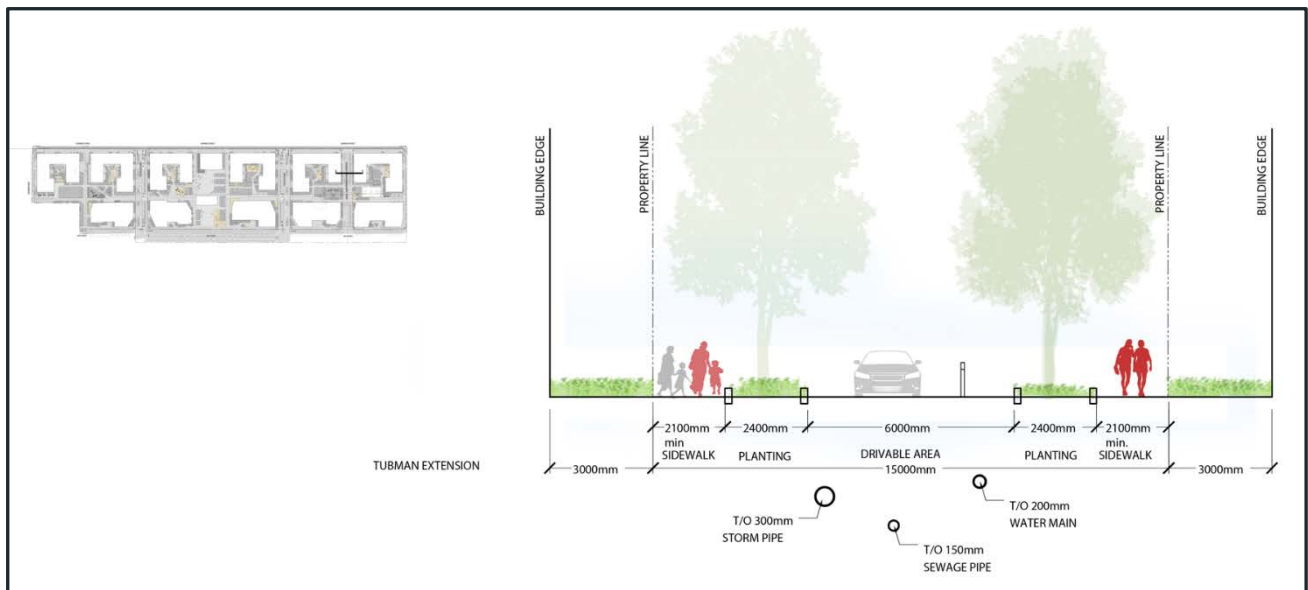 BUILDING EDGE
PROPERTY LINE
PROPERTY LINE
BUILDING EDGE
2100mm
min
SIDEWALK
2400mm
PLANTING
6000mm
DRIVABLE AREA
2400mm
PLANTING
2100mm
min.
SIDEWALK
TUBMAN EXTENSION
3000mm
15000mm
3000mm
T/O 300mm
STORM PIPE
T/O 150mm
SEWAGE PIPE
T/O 200mm
WATER MAIN